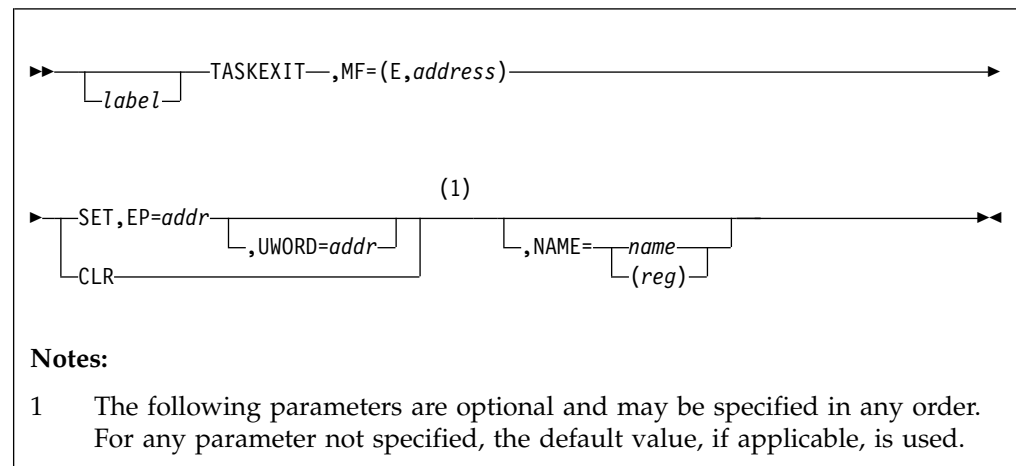 TASKEXIT ,MF=(E,address)
label
(1)
SET,EP=addr
,UWORD=addr ,NAME= name
CLR (reg)
Notes:
1 The following parameters are optional and may be specified in any order.
For any parameter not specified, the default value, if applicable, is used.